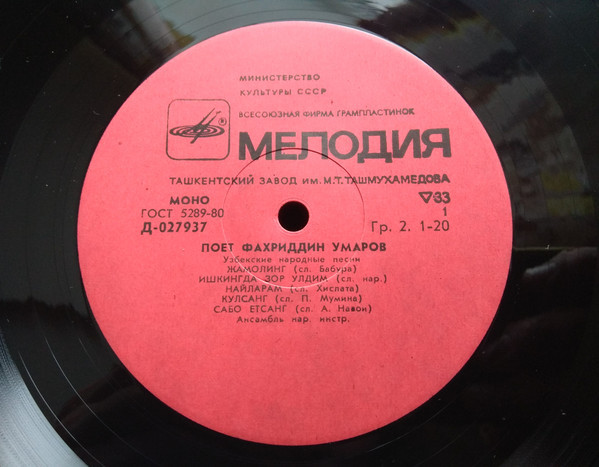 МИНИСТЕРСТВО
КУЛЬТУРЫ СССР
ВСЕСОЮЗНАЯ ФИРМА ГРАМПЛАСТИНОК
МЕЛОДИЯ
ТАШКЕНТСКИЙ ЗАВОД ИМ. М.Т. ТАШМУХАМЕДОВА
МОНО ▽33
ГОСТ 5289-80 1
Д-027937 Гр. 2. 1-20
ПОЕТ ФАХРИДДИН УМАРОВ
Узбекские народные песни
ЖАМОЛИНГ (сл. Бабура)
ИШКИНГДА ЗОР УЛДИМ (сл. нар.)
НАЙЛАРАМ (сл. Хислата)
КУЛСАНГ (сл. П. Мумина)
САБО ЕТСАНГ (сл. А. Навои)
Ансамбль нар. инстр.